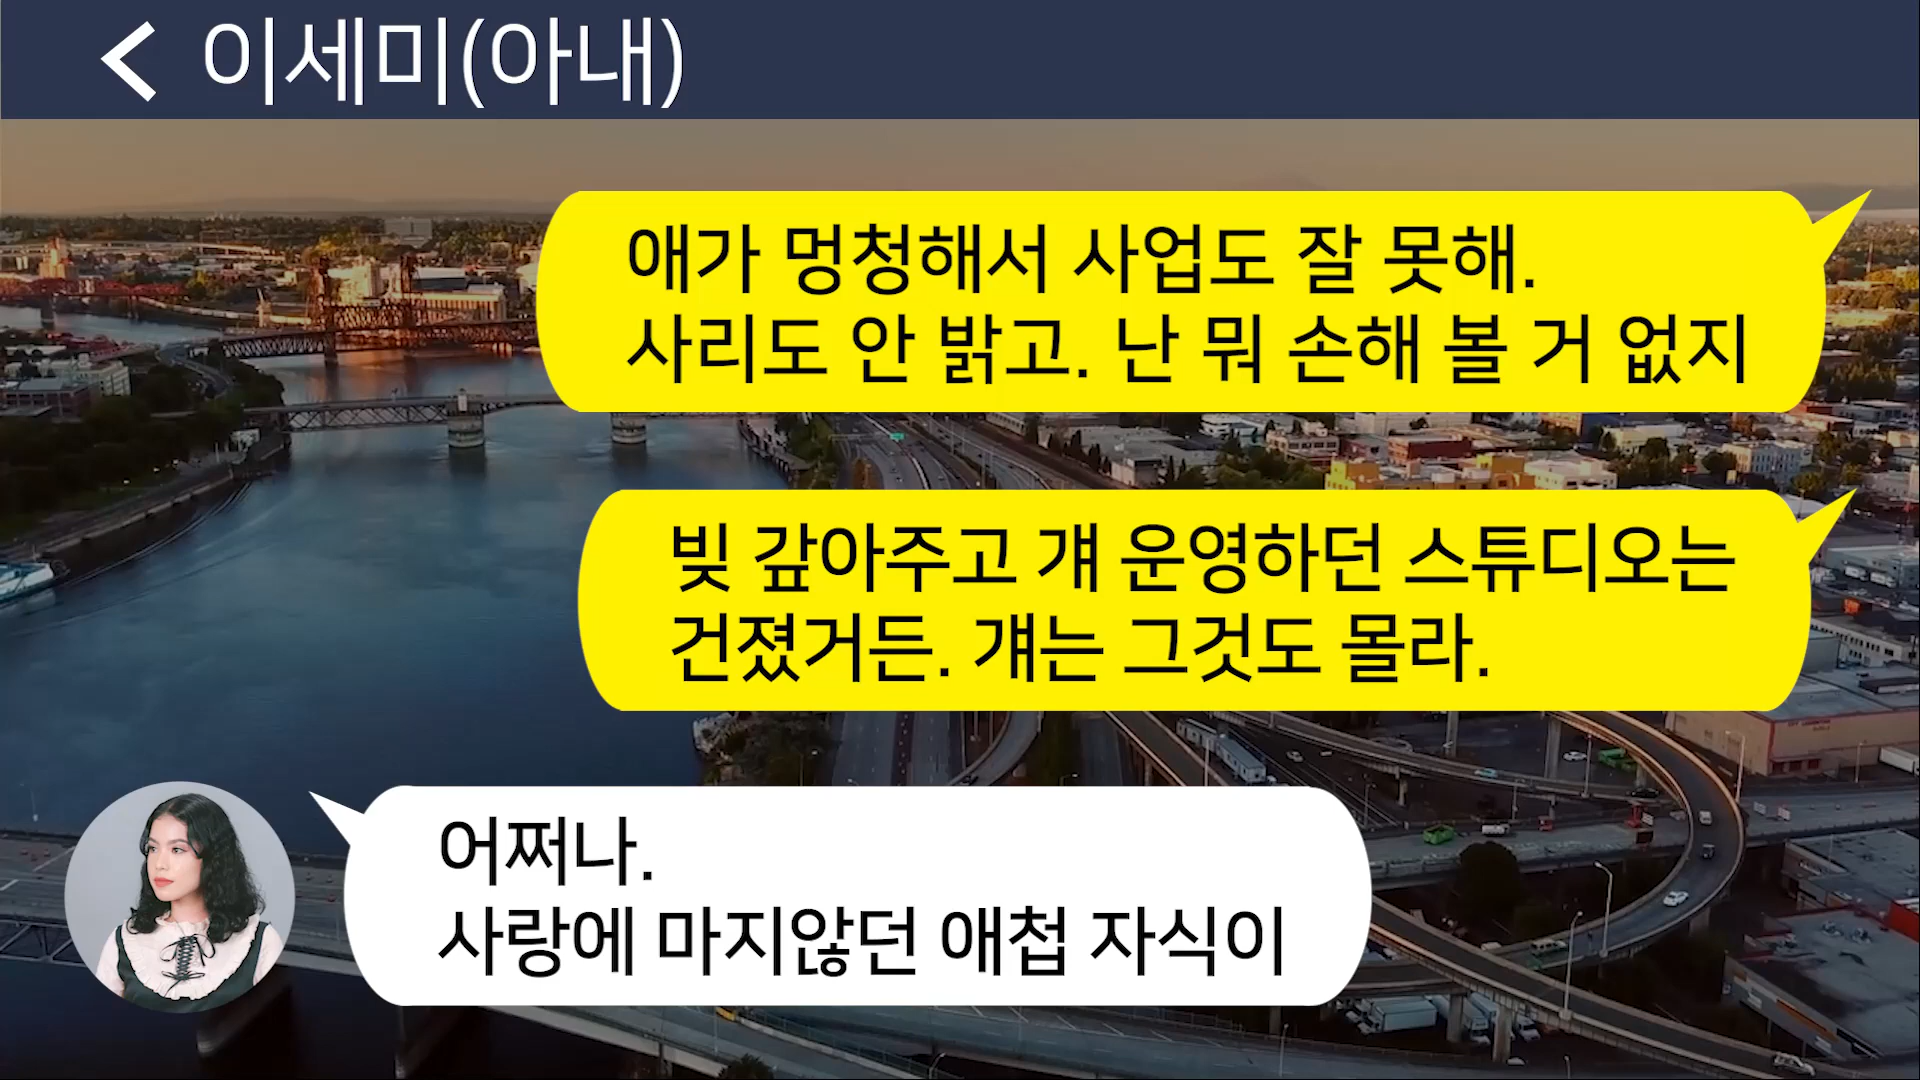 이세미(아내)
애가 멍청해서 사업도 잘 못해.
사리도 안 밝고. 난 뭐 손해 볼 거 없지
빚 갚아주고 걔 운영하던 스튜디오는
건졌거든. 걔는 그것도 몰라.
어쩌나.
사랑에 마지않던 애첩 자식이